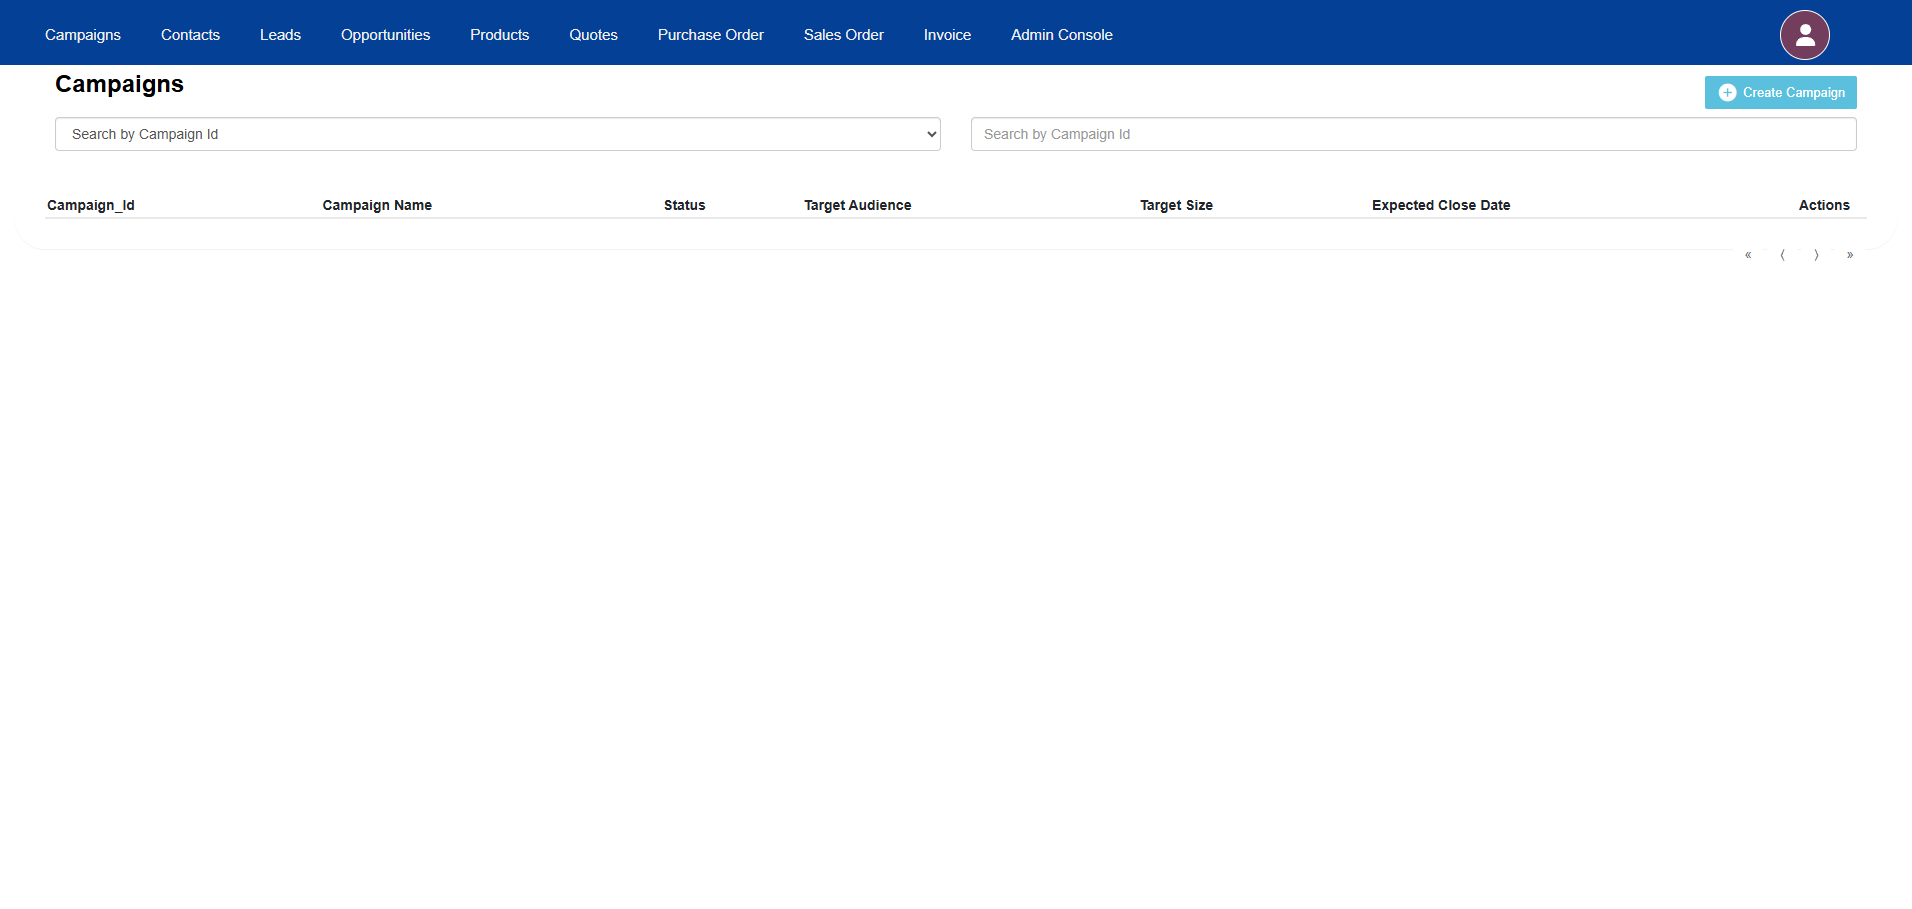 Campaigns Contacts Leads Opportunities Products Quotes Purchase Order Sales Order Invoice Admin Console
Campaigns
Create Campaign
Search by Campaign Id Search by Campaign Id
Campaign_Id Campaign Name Status Target Audience Target Size Expected Close Date Actions
« ⟨ ⟩ »